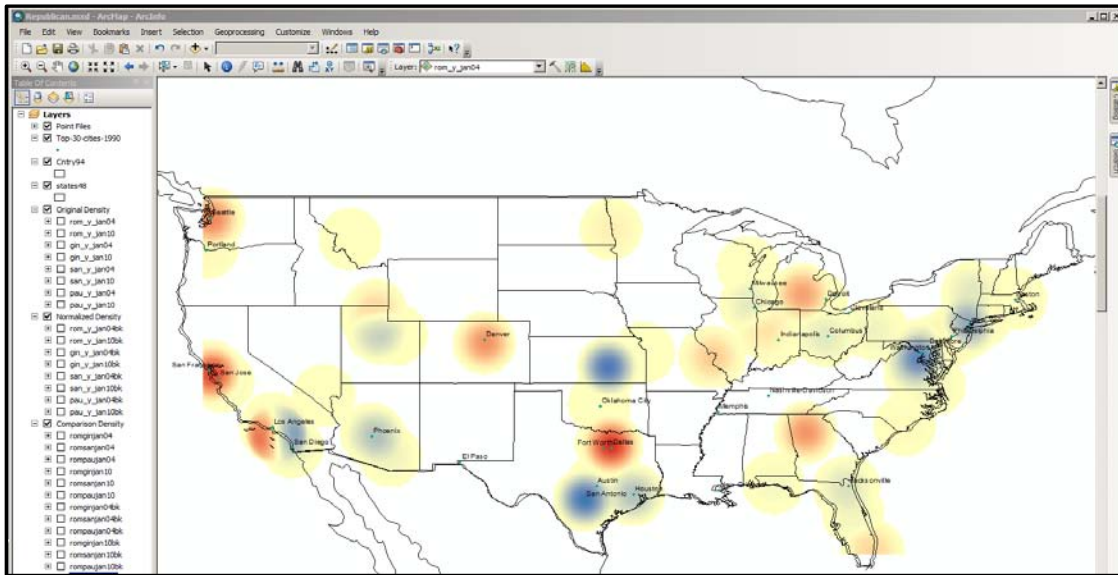 Republican.mxd - ArcMap - ArcInfo
File Edit View Bookmarks Insert Selection Geoprocessing Customize Windows Help
Layer: rom_y_jan04
Table Of Contents
Layers
Point Files
Top-30-cities-1990
Cntry94
states48
Original Density
rom_y_jan04
rom_y_jan10
gin_y_jan04
gin_y_jan10
san_y_jan04
san_y_jan10
pau_y_jan04
pau_y_jan10
Normalized Density
rom_y_jan04bk
rom_y_jan10bk
gin_y_jan04bk
gin_y_jan10bk
san_y_jan04bk
san_y_jan10bk
pau_y_jan04bk
pau_y_jan10bk
Comparison Density
romginjan04
romsanjan04
rompaujan04
romginjan10
romsanjan10
rompaujan10
romginjan04bk
romsanjan04bk
rompaujan04bk
romginjan10bk
romsanjan10bk
rompaujan10bk
Seattle
Portland
Milwaukee
Detroit
Boston
Chicago
Cleveland
Denver
Indianapolis
Columbus
Philadelphia
Washington
San Jose
Nashville-Davidson
Oklahoma City
Memphis
Los Angeles
Phoenix
San Diego
Fort Worth
Dallas
El Paso
Austin
Houston
San Antonio
Jacksonville